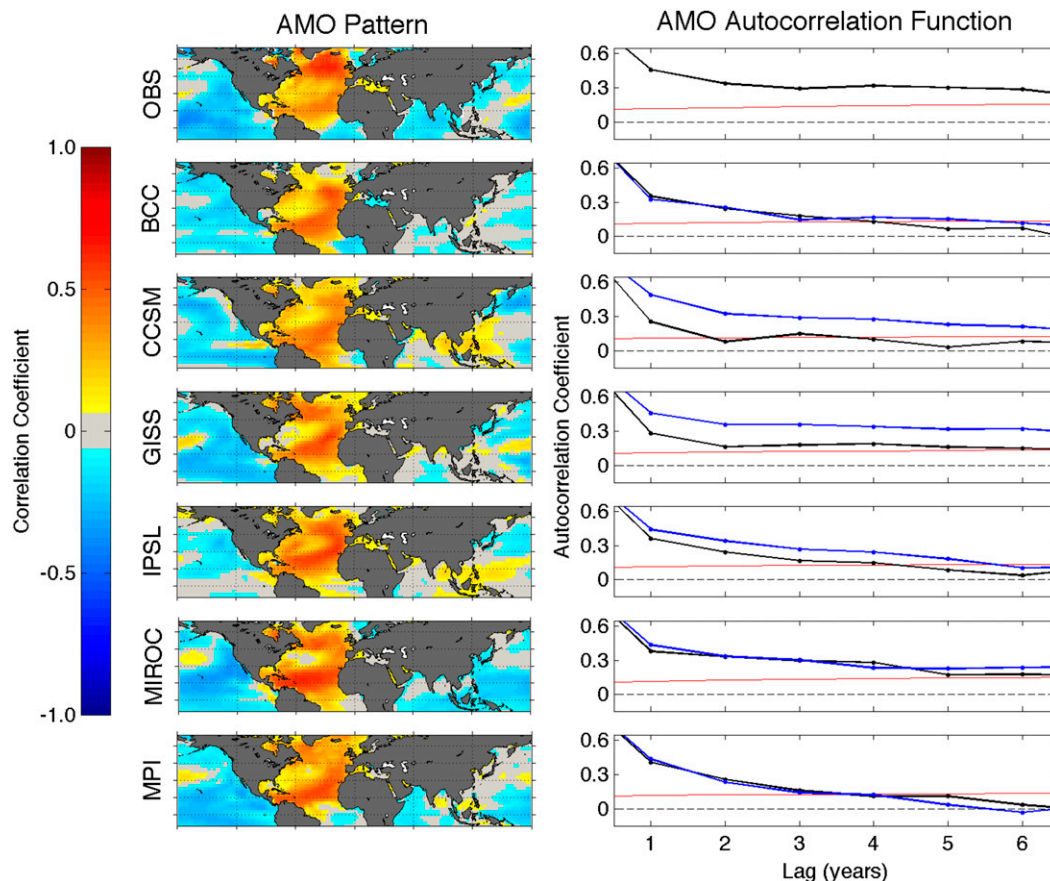 AMO Pattern
AMO Autocorrelation Function
Correlation Coefficient
1.0
0.5
0
-0.5
-1.0
OBS
BCC
CCSM
GISS
IPSL
MIROC
MPI
Autocorrelation Coefficient
0.6
0.3
0
0.6
0.3
0
0.6
0.3
0
0.6
0.3
0
0.6
0.3
0
0.6
0.3
0
0.6
0.3
0
1 2 3 4 5 6
Lag (years)